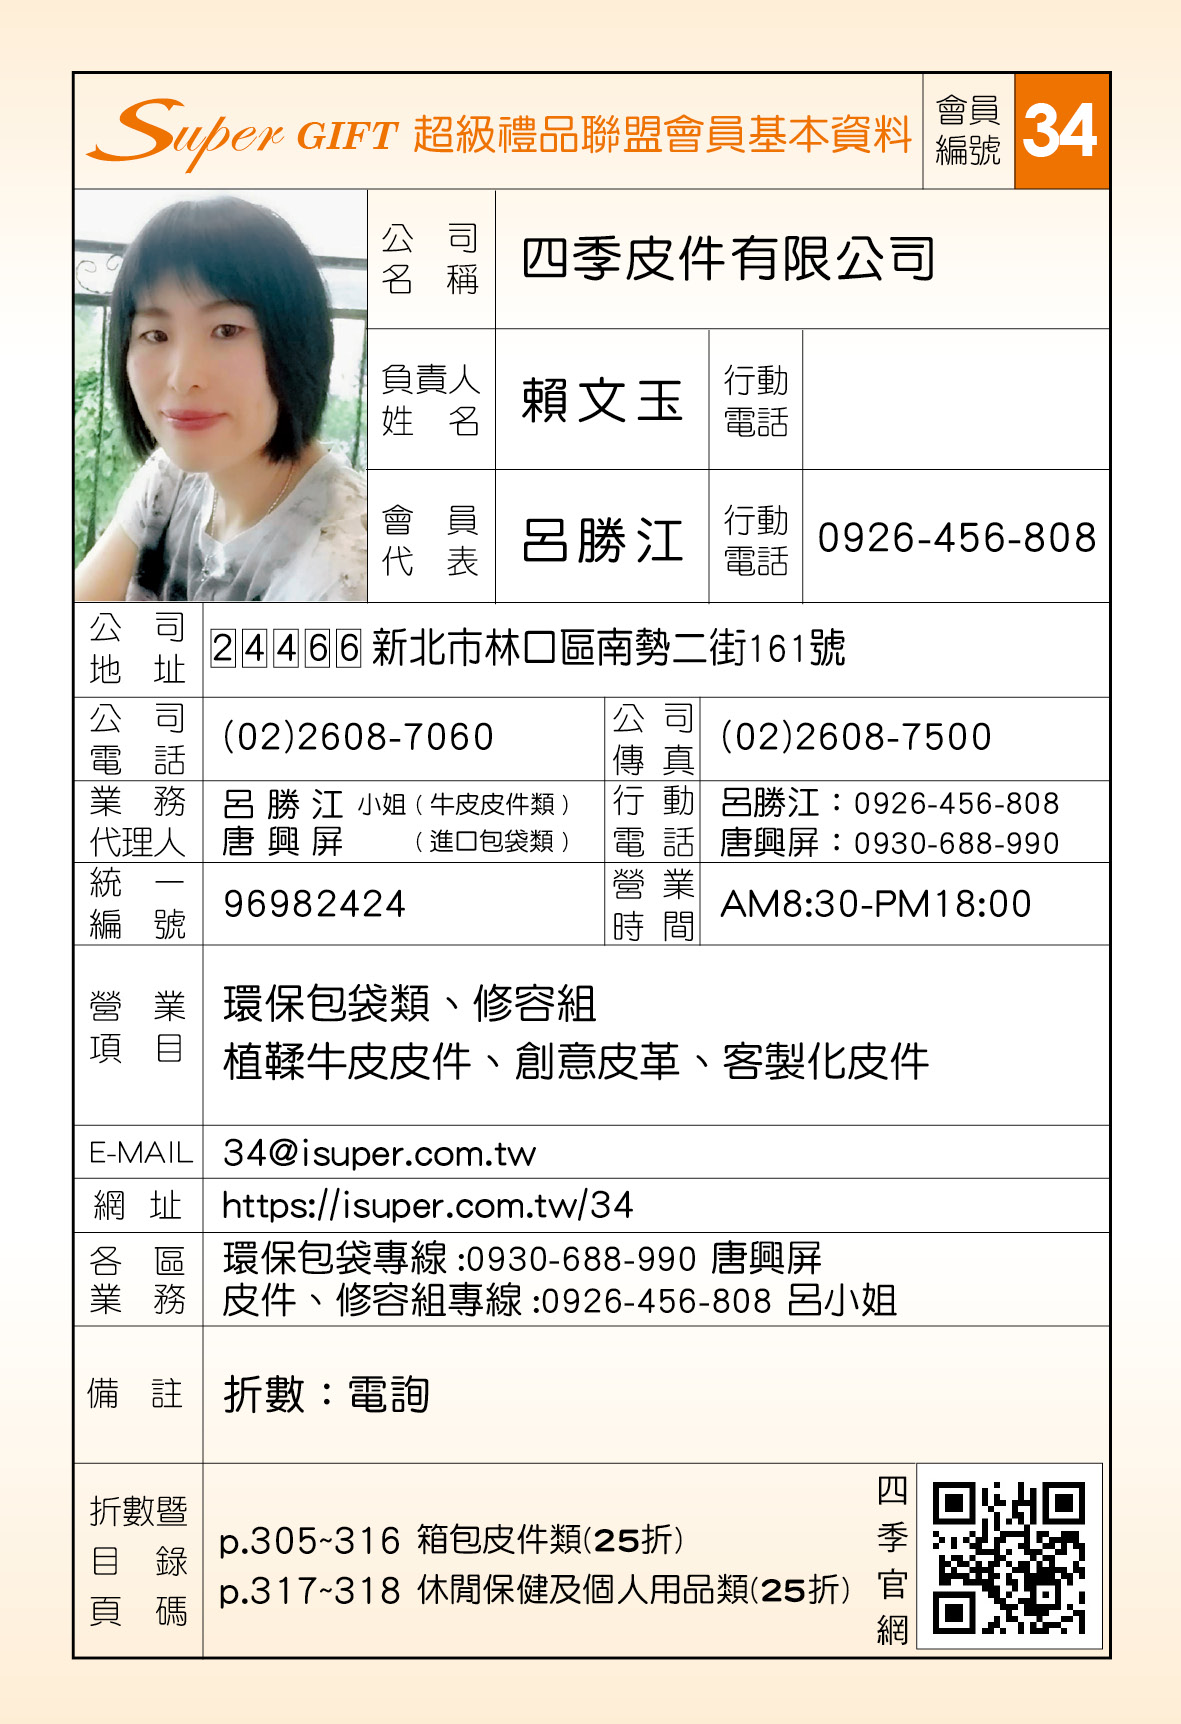 Super GIFT 超級禮品聯盟會員基本資料
會員
編號
34
公司
名稱
四季皮件有限公司
負責人
姓名
賴文玉
行動
電話
會員
代表
呂勝江
行動
電話
0926-456-808
公司
地址
24466 新北市林口區南勢二街161號
公司
電話
(02)2608-7060
公司
傳真
(02)2608-7500
業務
代理人
呂勝江 小姐(牛皮皮件類)
唐興屏 (進口包袋類)
行動
電話
呂勝江：0926-456-808
唐興屏：0930-688-990
統一
編號
96982424
營業
時間
AM8:30-PM18:00
營業
項目
環保包袋類、修容組
植鞣牛皮皮件、創意皮革、客製化皮件
E-MAIL
34@isuper.com.tw
網址
https://isuper.com.tw/34
各區
業務
環保包袋專線:0930-688-990 唐興屏
皮件、修容組專線:0926-456-808 呂小姐
備註
折數：電詢
折數暨
目錄
頁碼
p.305~316 箱包皮件類(25折)
p.317~318 休閒保健及個人用品類(25折)
四季官網